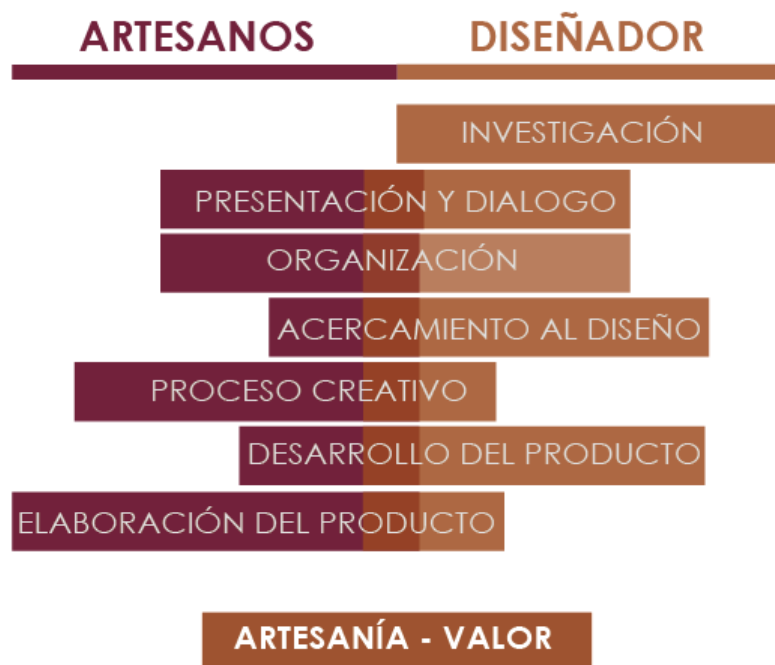 ARTESANOS
DISEÑADOR
INVESTIGACIÓN
PRESENTACIÓN Y DIALOGO
ORGANIZACIÓN
ACERCAMIENTO AL DISEÑO
PROCESO CREATIVO
DESARROLLO DEL PRODUCTO
ELABORACIÓN DEL PRODUCTO
ARTESANÍA - VALOR